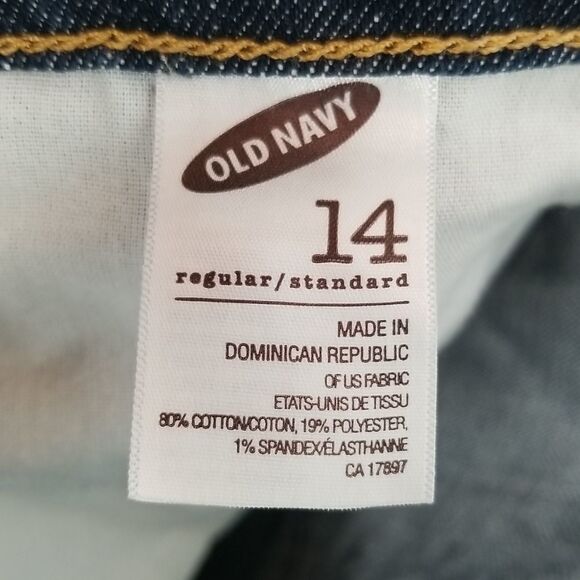 OLD NAVY
14
regular/standard
MADE IN
DOMINICAN REPUBLIC
OF US FABRIC
ETATS-UNIS DE TISSU
80% COTTON/COTON, 19% POLYESTER,
1% SPANDEX/ÉLASTHANNE
CA 17897